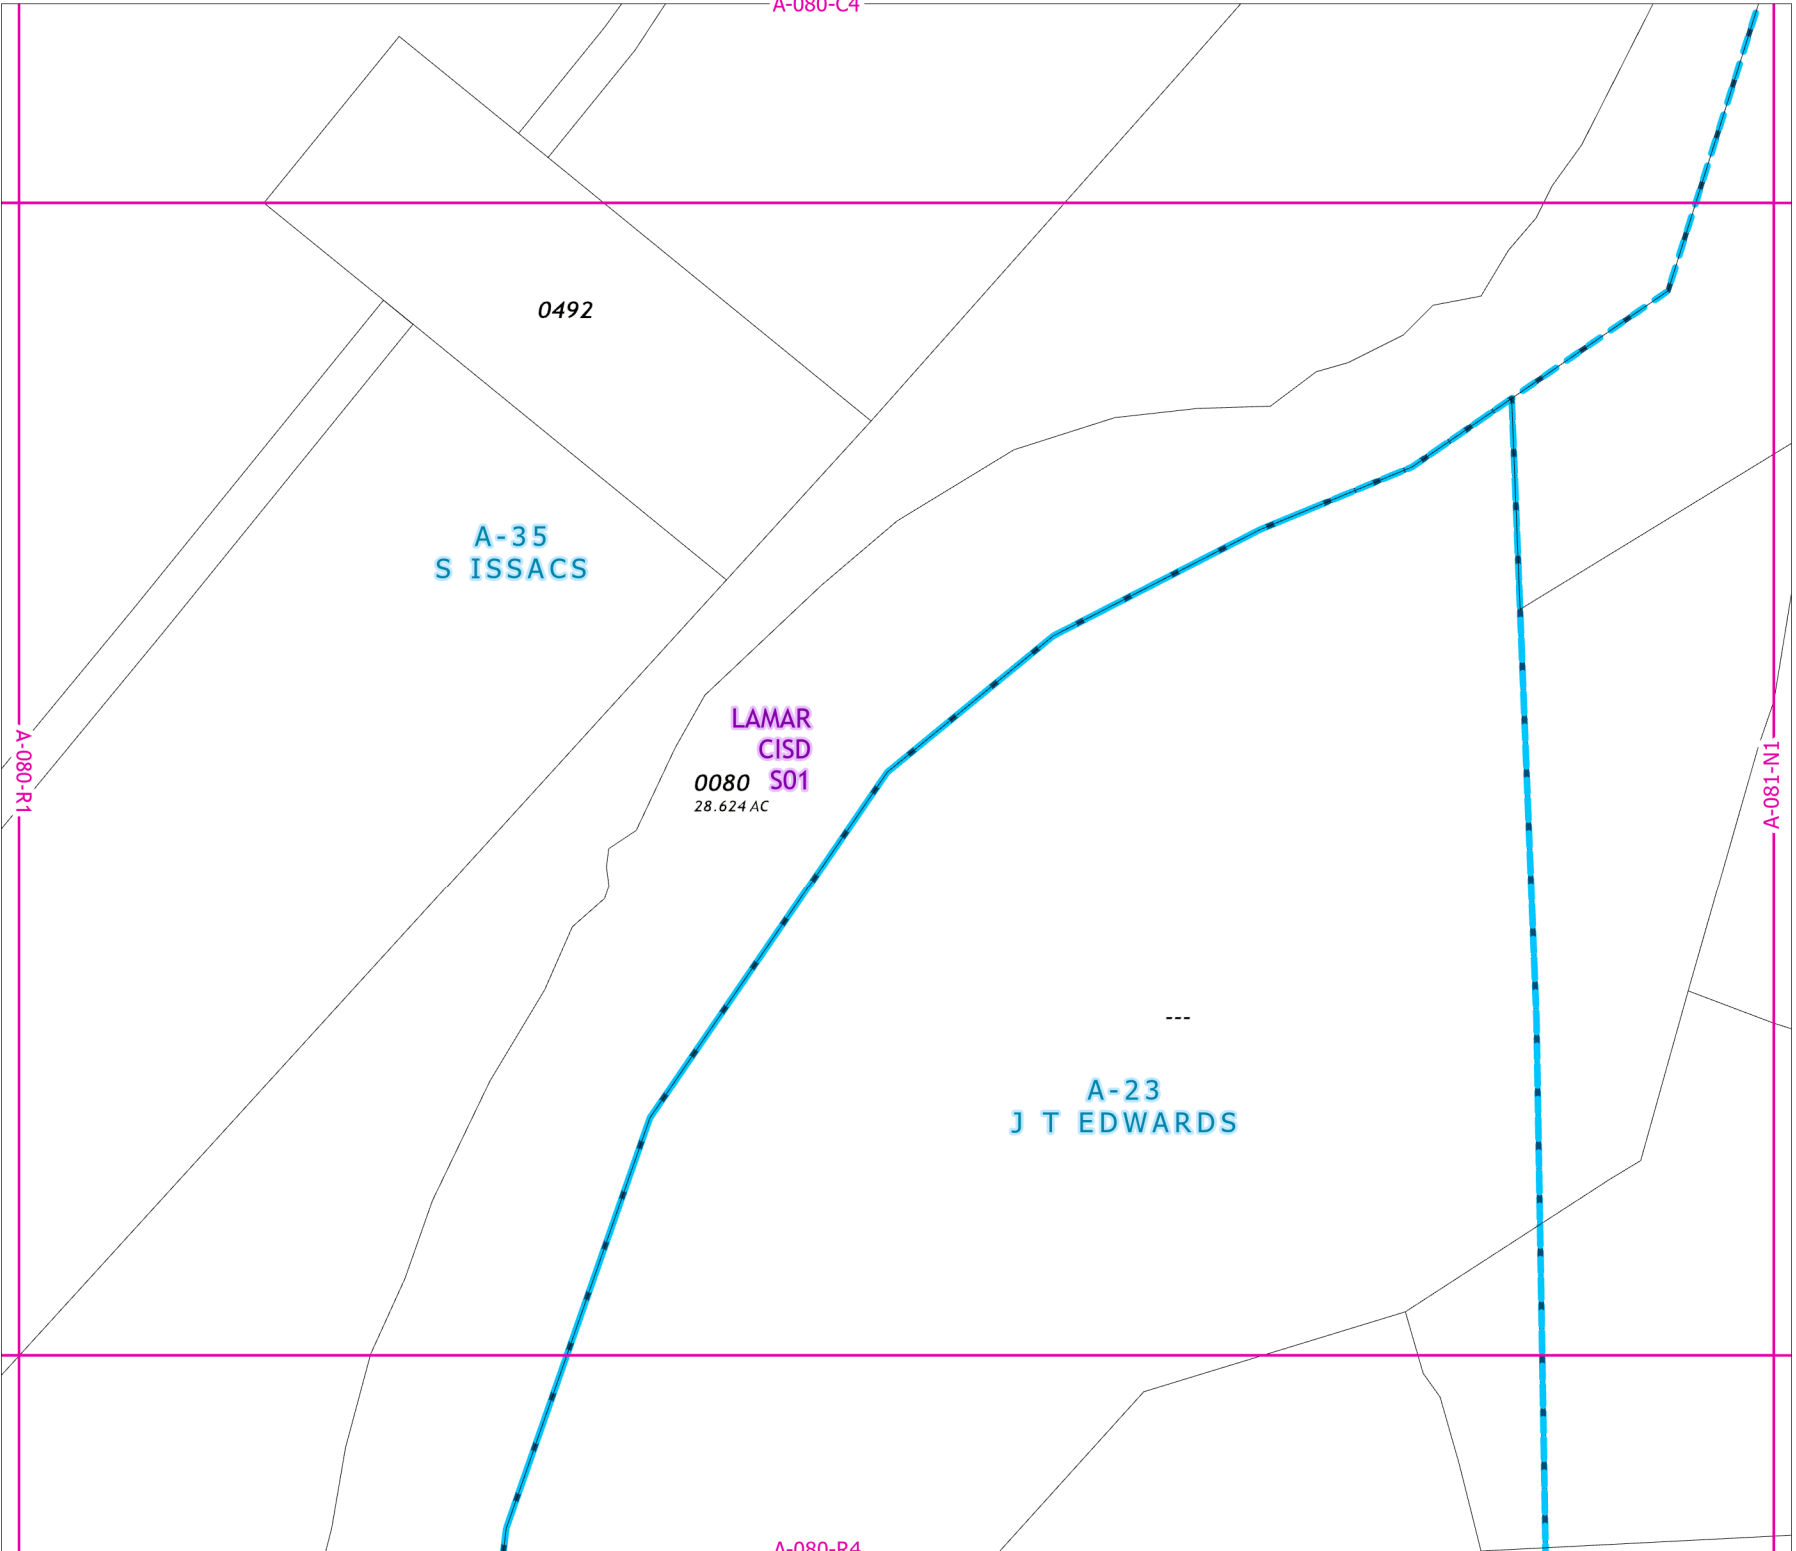 A-080-C4
0492
A-35
S ISSACS
LAMAR
CISD
S01
0080
28.624 AC
A-080-R1
A-081-N1
---
A-23
J T EDWARDS
A-080-R4